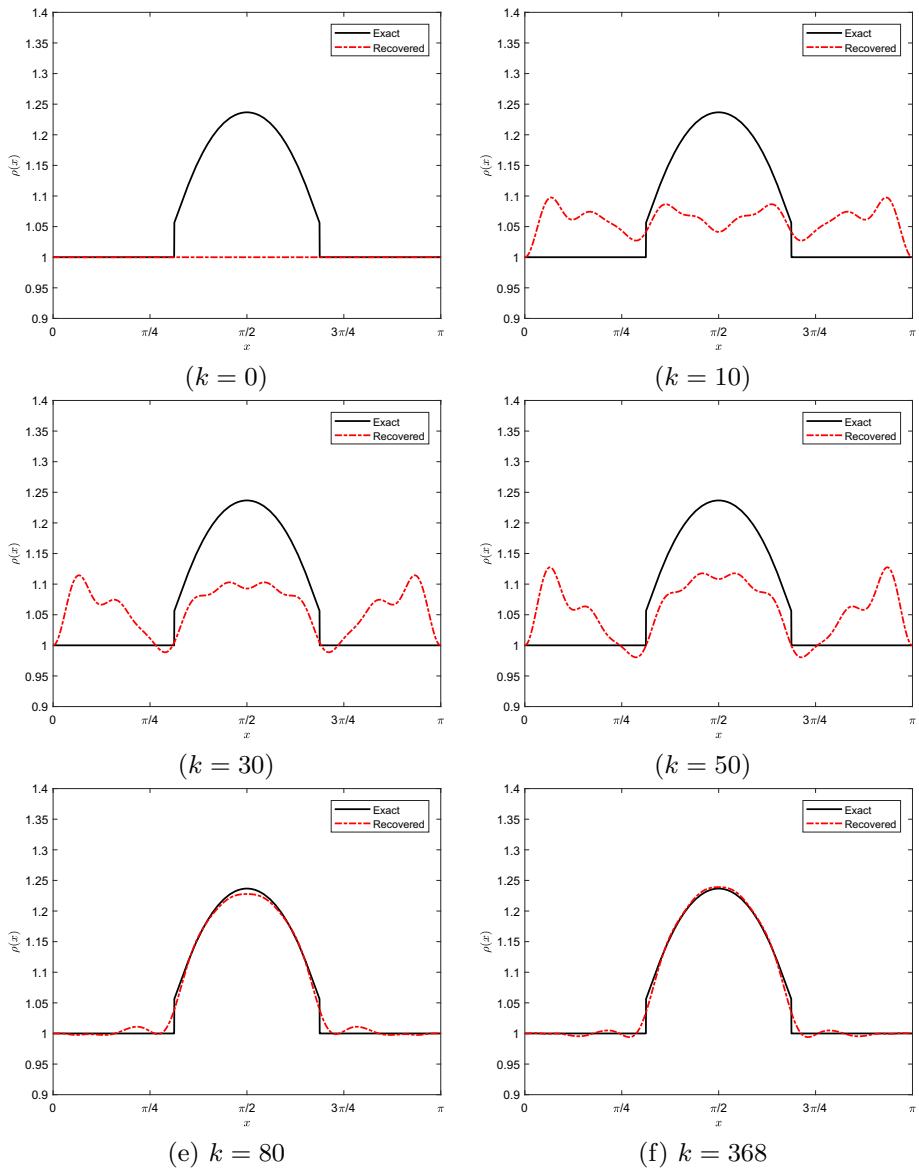 1.4
1.35
1.3
1.25
1.2
1.15
1.1
1.05
1
0.95
0.9
ρ(x)
Exact
Recovered
0 π/4 π/2 3π/4 π
x
(k = 0)
1.4
1.35
1.3
1.25
1.2
1.15
1.1
1.05
1
0.95
0.9
ρ(x)
Exact
Recovered
0 π/4 π/2 3π/4 π
x
(k = 10)
1.4
1.35
1.3
1.25
1.2
1.15
1.1
1.05
1
0.95
0.9
ρ(x)
Exact
Recovered
0 π/4 π/2 3π/4 π
x
(k = 30)
1.4
1.35
1.3
1.25
1.2
1.15
1.1
1.05
1
0.95
0.9
ρ(x)
Exact
Recovered
0 π/4 π/2 3π/4 π
x
(k = 50)
1.4
1.35
1.3
1.25
1.2
1.15
1.1
1.05
1
0.95
0.9
ρ(x)
Exact
Recovered
0 π/4 π/2 3π/4 π
x
(e) k = 80
1.4
1.35
1.3
1.25
1.2
1.15
1.1
1.05
1
0.95
0.9
ρ(x)
Exact
Recovered
0 π/4 π/2 3π/4 π
x
(f) k = 368